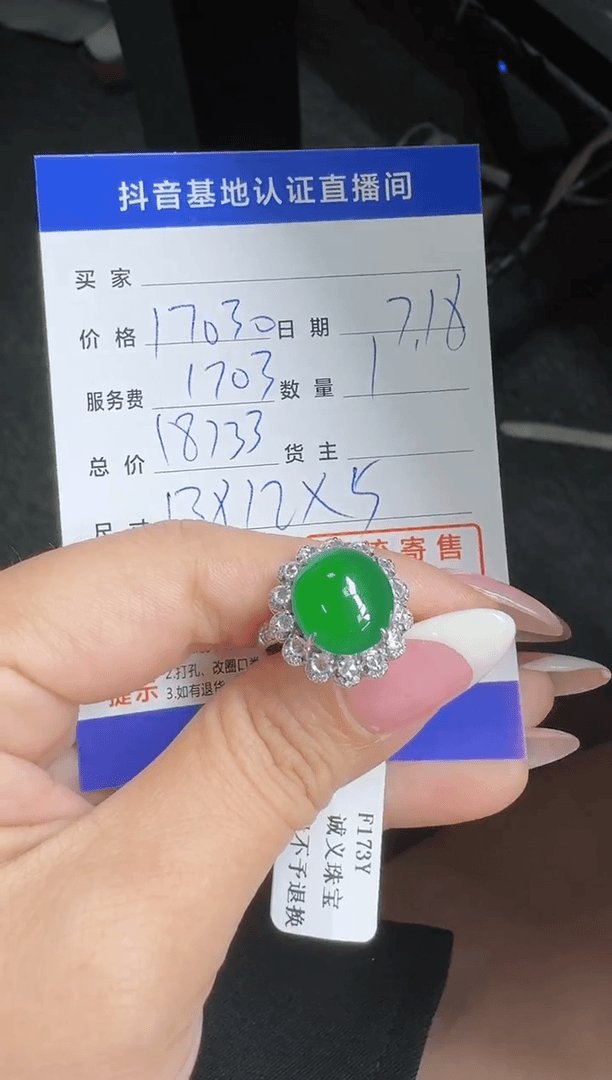 抖音基地认证直播间
买家
价格 17030 日期 7.18
服务费 1703 数量 1
总价 18733 货主
尺寸 13X12X5
寄售
2.打孔、改圈口
提示 3.如有退货
F173Y
诚义珠宝
不予退换